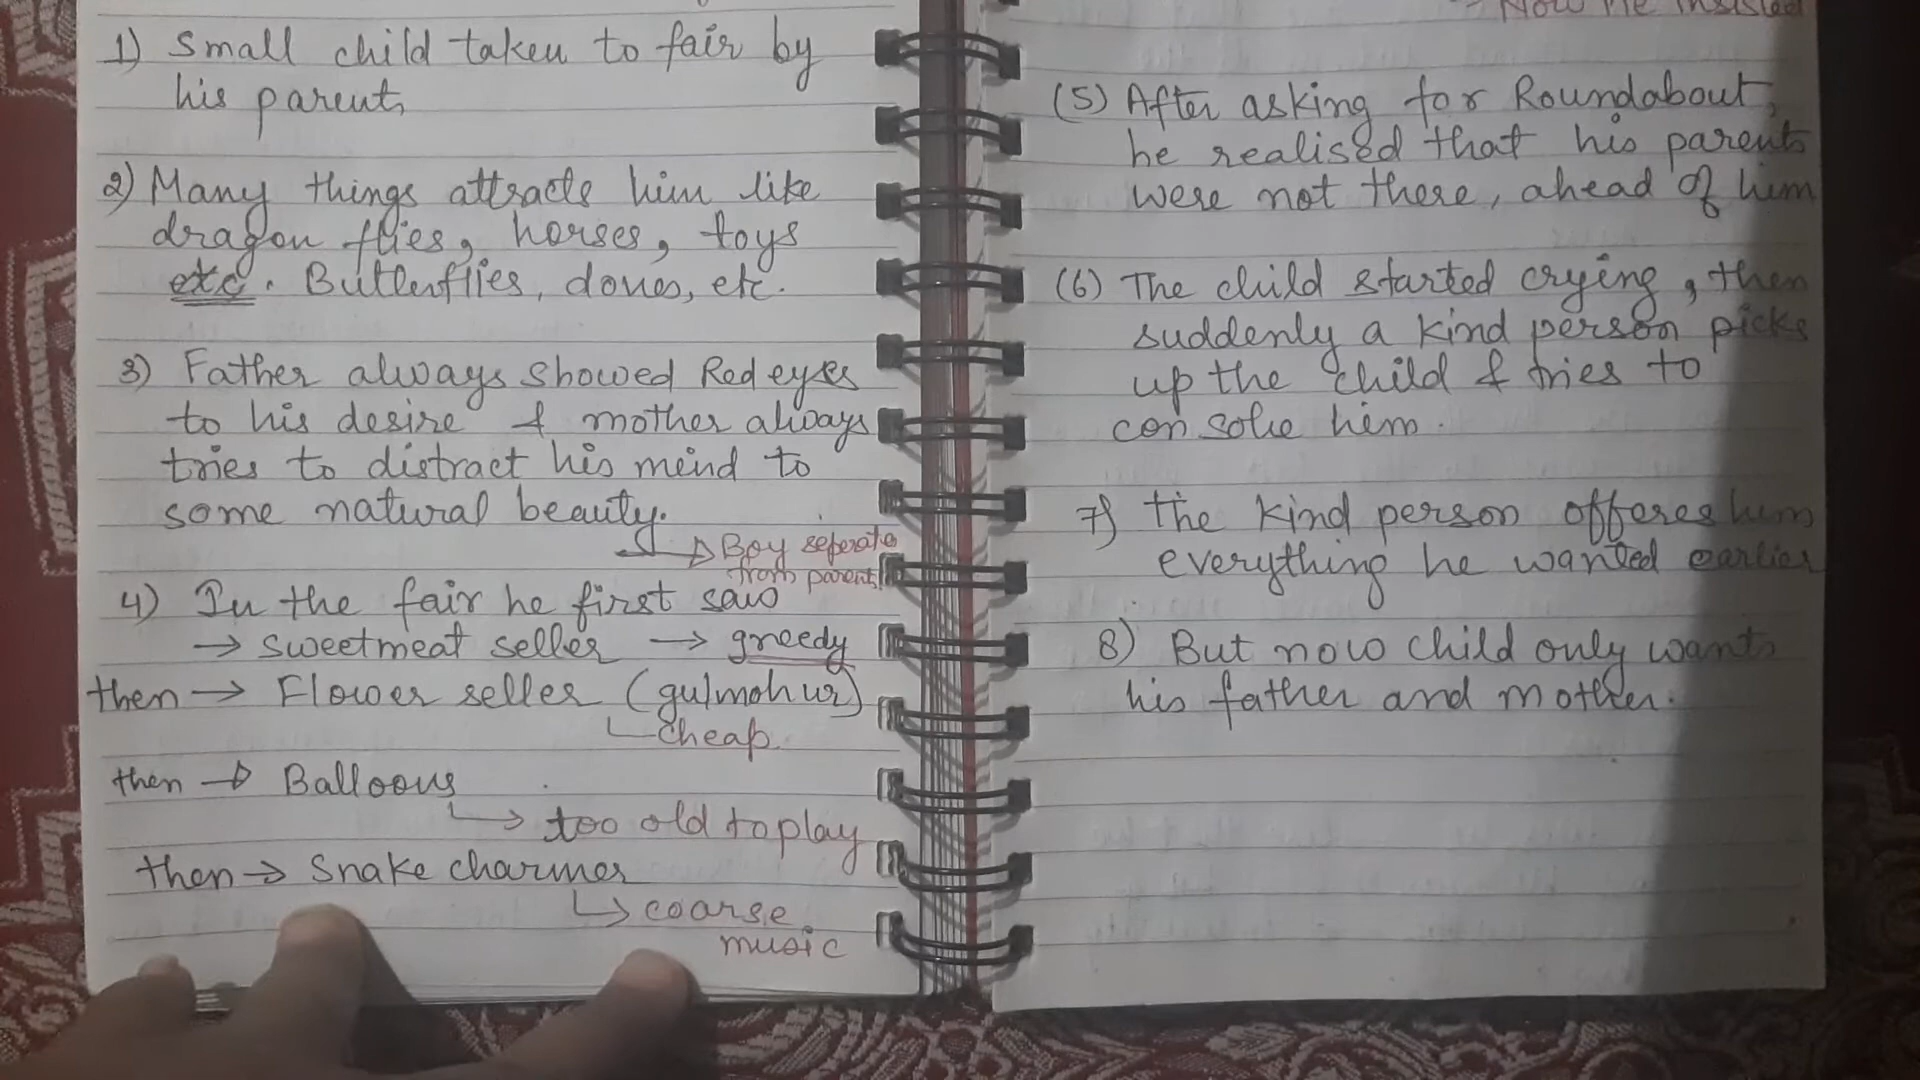 1) Small child taken to fair by
his parents
2) Many things attracts him like
dragon flies, horses, toys
etc. Butterflies, doves, etc.
3) Father always showed Red eyes
to his desire & mother always
tries to distract his mind to
some natural beauty.
→ Boy seperates
from parents
4) In the fair he first saw
→ sweetmeat seller → greedy
then → Flower seller (gulmohur)
cheap
then → Balloons
→ too old to play
then → Snake charmer
→ coarse
music
Now he insisted
(5) After asking for Roundabout,
he realised that his parents
were not there, ahead of him
(6) The child started crying, then
suddenly a kind person picks
up the child & tries to
consolve him.
7) the kind person offeres him
everything he wanted earlier
8) But now child only wants
his father and mother.